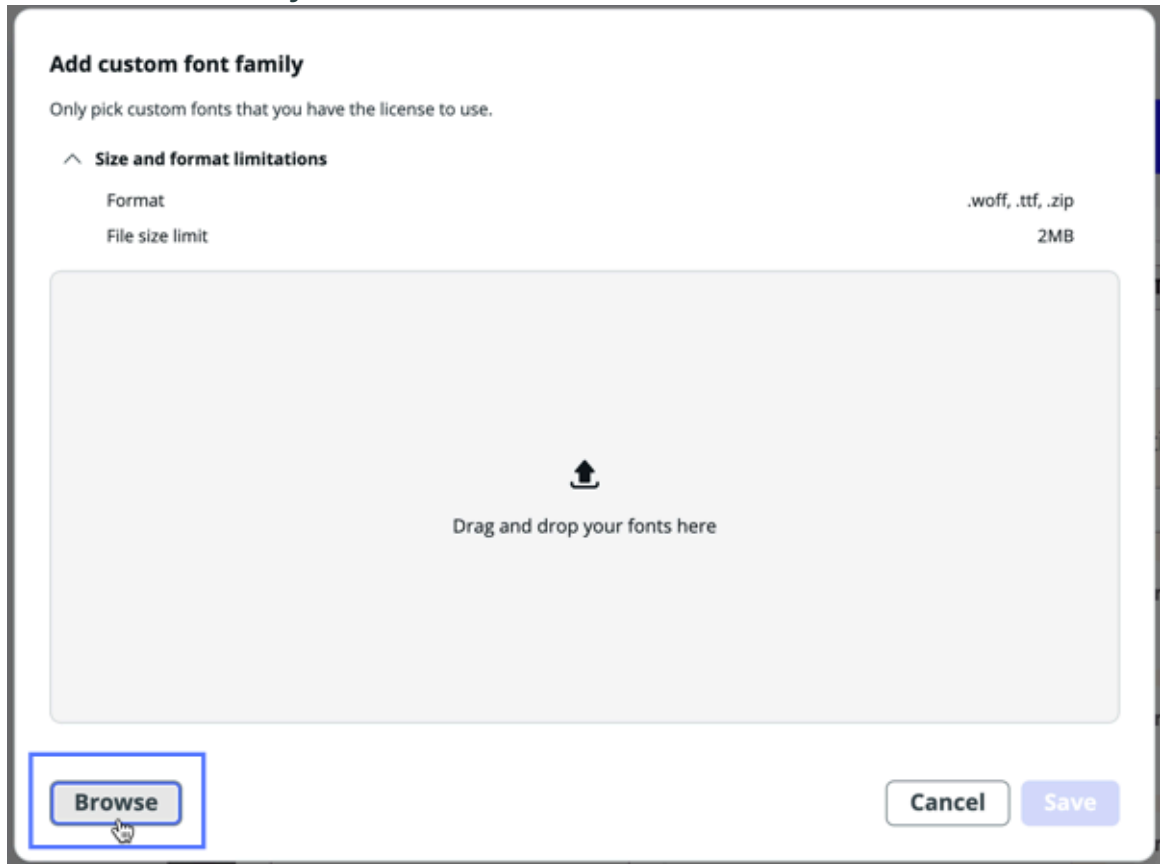 Add custom font family
Only pick custom fonts that you have the license to use.
Size and format limitations
Format .woff, .ttf, .zip
File size limit 2MB
Drag and drop your fonts here
Browse Cancel Save